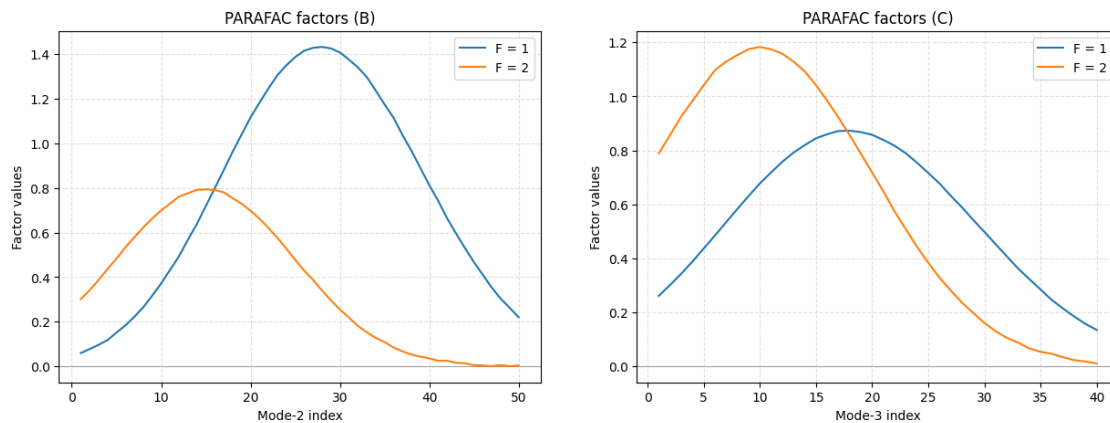 PARAFAC factors (B)
F = 1
F = 2
Factor values
1.4
1.2
1.0
0.8
0.6
0.4
0.2
0.0
0 10 20 30 40 50
Mode-2 index
PARAFAC factors (C)
F = 1
F = 2
Factor values
1.2
1.0
0.8
0.6
0.4
0.2
0.0
0 5 10 15 20 25 30 35 40
Mode-3 index